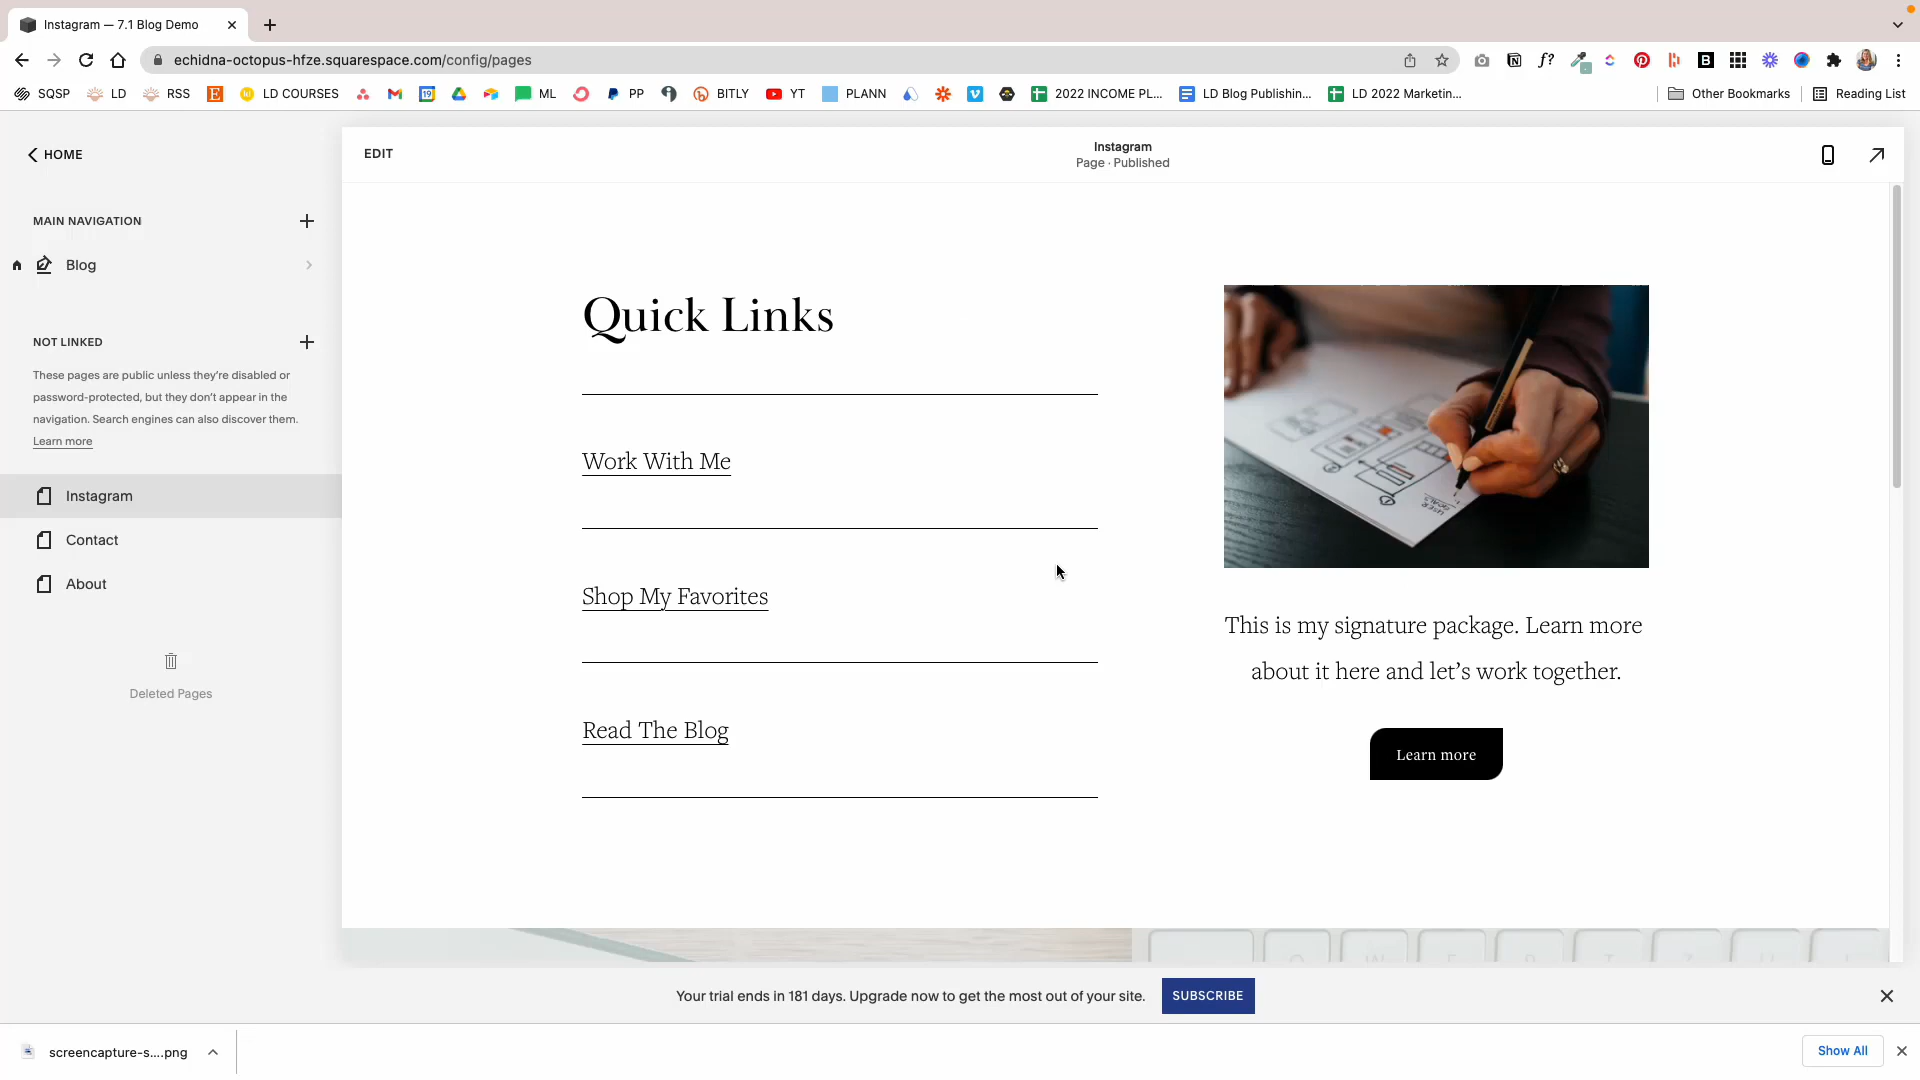 Instagram — 7.1 Blog Demo
echidna-octopus-hfze.squarespace.com/config/pages
SQSP LD RSS LD COURSES ML PP BITLY YT PLANN 2022 INCOME PL... LD Blog Publishin... LD 2022 Marketin... Other Bookmarks Reading List
HOME
MAIN NAVIGATION
Blog
NOT LINKED
These pages are public unless they’re disabled or
password-protected, but they don’t appear in the
navigation. Search engines can also discover them.
Learn more
Instagram
Contact
About
Deleted Pages
EDIT
Instagram
Page · Published
Quick Links
Work With Me
Shop My Favorites
Read The Blog
This is my signature package. Learn more
about it here and let’s work together.
Learn more
Your trial ends in 181 days. Upgrade now to get the most out of your site. SUBSCRIBE
screencapture-s....png
Show All